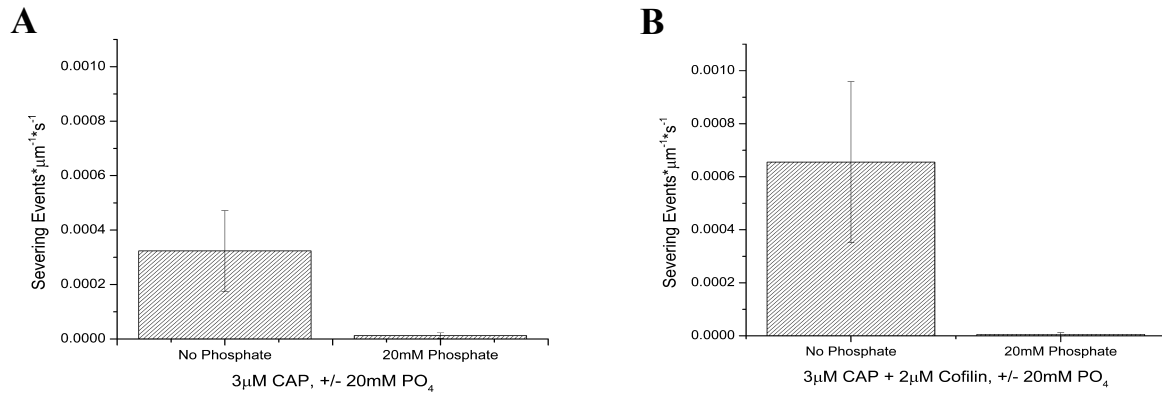 A
Severing Events*μm⁻¹*s⁻¹
0.0010
0.0008
0.0006
0.0004
0.0002
0.0000
No Phosphate
20mM Phosphate
3μM CAP, +/- 20mM PO₄
B
Severing Events*μm⁻¹*s⁻¹
0.0010
0.0008
0.0006
0.0004
0.0002
0.0000
No Phosphate
20mM Phosphate
3μM CAP + 2μM Cofilin, +/- 20mM PO₄